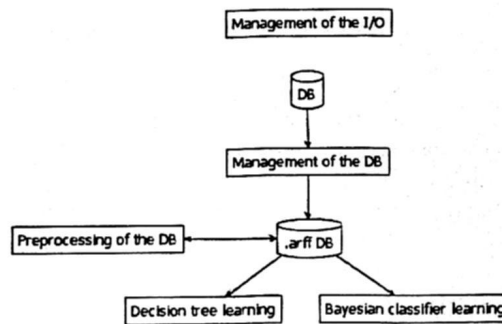 Management of the I/O
DB
Management of the DB
Preprocessing of the DB
.arff DB
Decision tree learning
Bayesian classifier learning